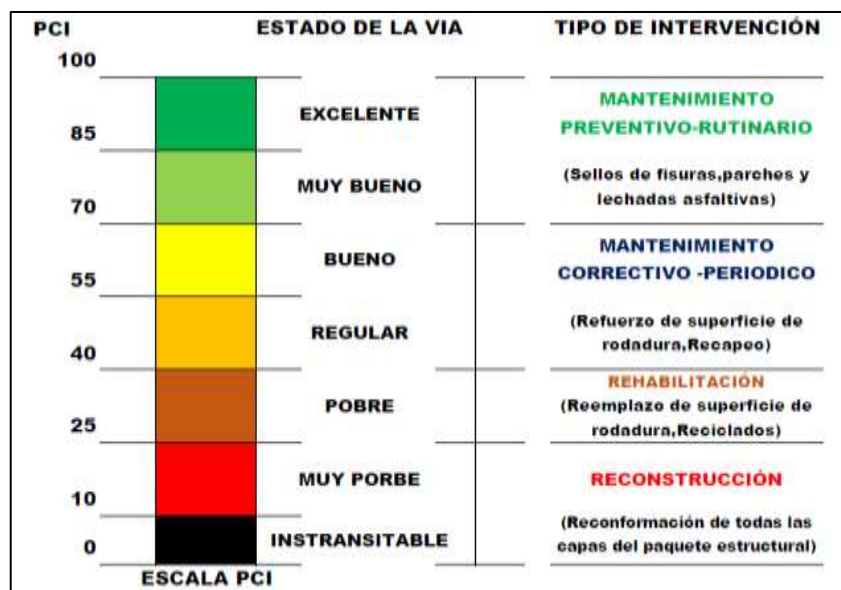 PCI ESTADO DE LA VIA TIPO DE INTERVENCIÓN
100
EXCELENTE
MANTENIMIENTO
PREVENTIVO-RUTINARIO
85
MUY BUENO
(Sellos de fisuras,parches y
lechadas asfaltivas)
70
BUENO
MANTENIMIENTO
CORRECTIVO -PERIODICO
55
REGULAR
(Refuerzo de superficie de
rodadura,Recapeo)
40
POBRE
REHABILITACIÓN
(Reemplazo de superficie de
rodadura,Reciclados)
25
MUY PORBE
RECONSTRUCCIÓN
10
INSTRANSITABLE
(Reconformación de todas las
capas del paquete estructural)
0
ESCALA PCI